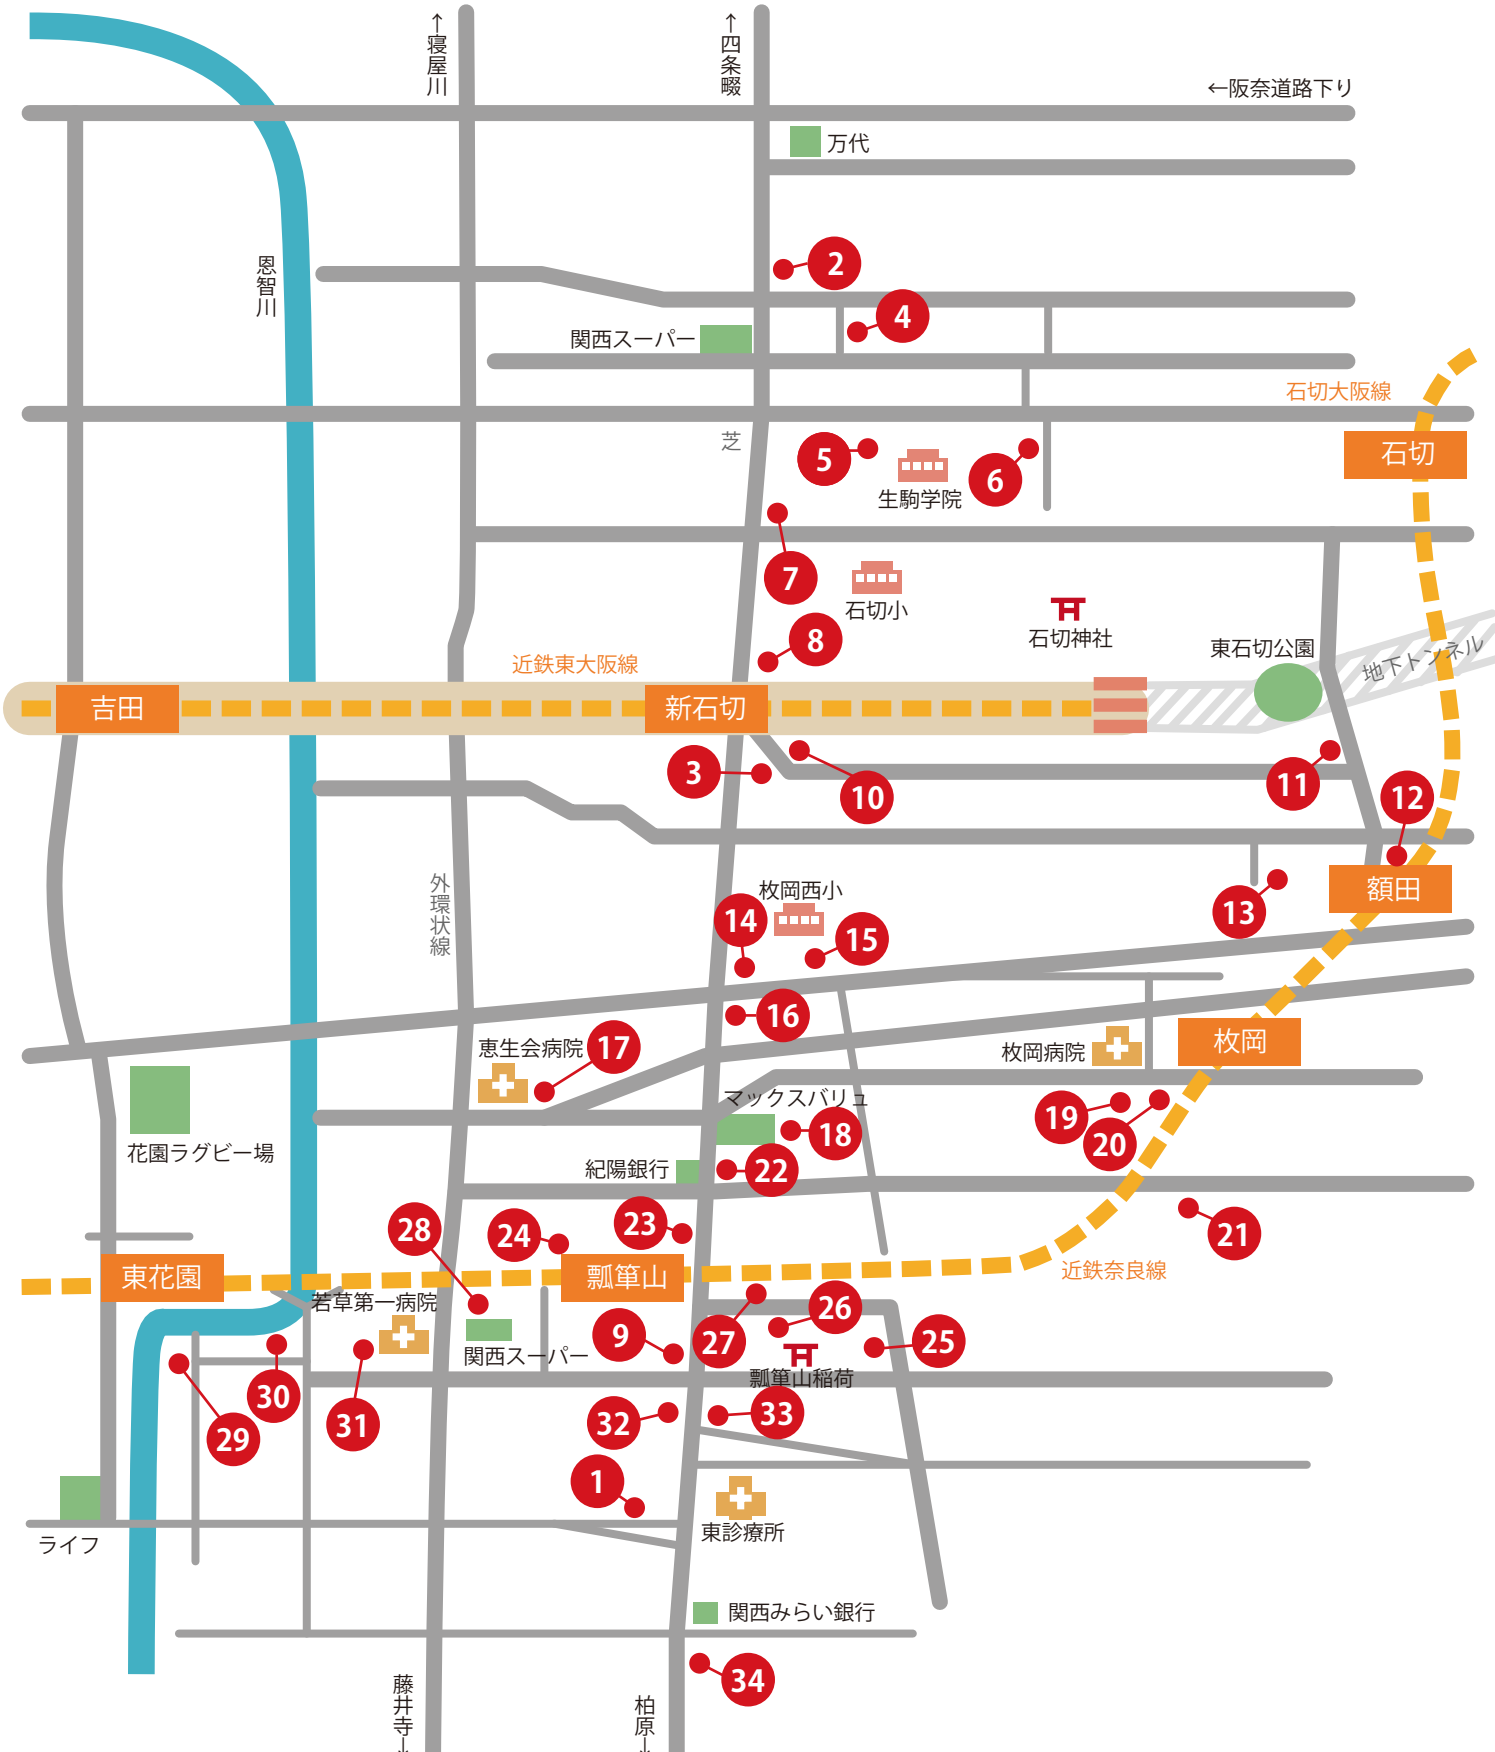 ↑寝屋川
↑四条畷
←阪奈道路下り
万代
恩智川
2
4
関西スーパー
石切大阪線
芝
石切
5
6
生駒学院
7
石切小
8
石切神社
東石切公園
地下トンネル
近鉄東大阪線
吉田
新石切
3
10
11
12
外環状線
枚岡西小
額田
14
13
15
16
恵生会病院
17
枚岡病院
枚岡
マックスバリュ
花園ラグビー場
18
19
20
紀陽銀行
22
28
24
23
21
東花園
瓢箪山
近鉄奈良線
若草第一病院
関西スーパー
9
27
26
25
瓢箪山稲荷
30
31
29
32
33
1
ライフ
東診療所
関西みらい銀行
34
藤井寺→
柏原→